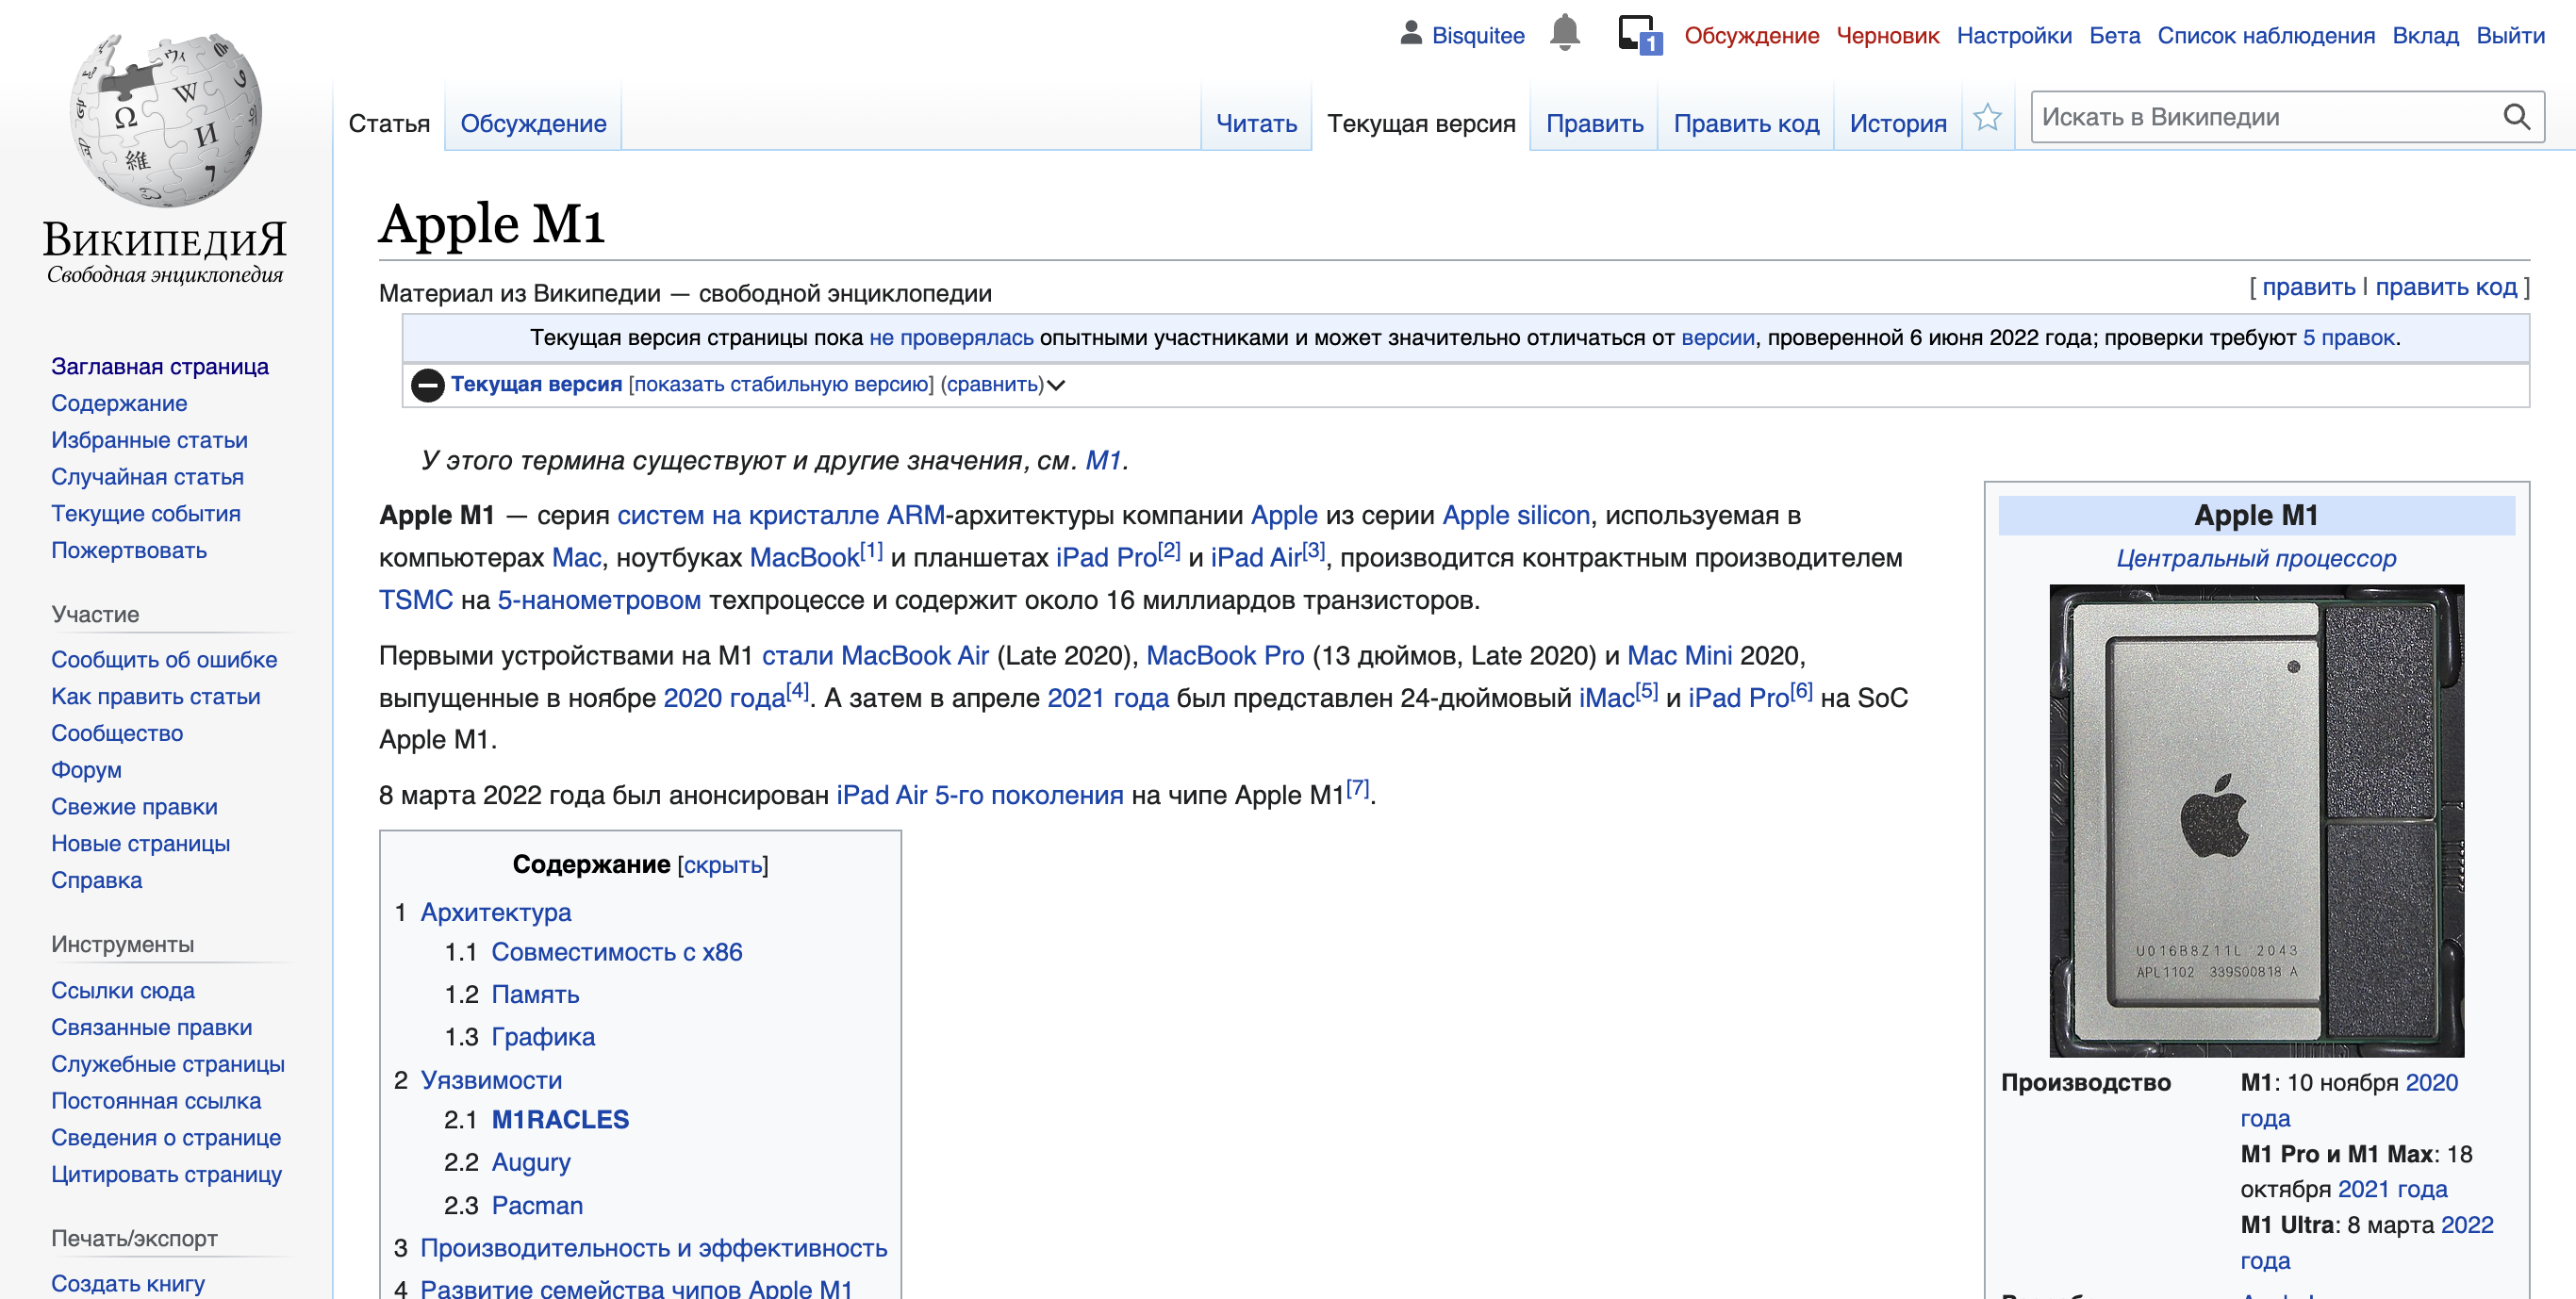 Bisquitee 1 Обсуждение Черновик Настройки Бета Список наблюдения Вклад Выйти
Статья Обсуждение Читать Текущая версия Править Править код История Искать в Википедии
ВикипедиЯ
Свободная энциклопедия
Заглавная страница
Содержание
Избранные статьи
Случайная статья
Текущие события
Пожертвовать
Участие
Сообщить об ошибке
Как править статьи
Сообщество
Форум
Свежие правки
Новые страницы
Справка
Инструменты
Ссылки сюда
Связанные правки
Служебные страницы
Постоянная ссылка
Сведения о странице
Цитировать страницу
Печать/экспорт
Создать книгу
Apple M1
Материал из Википедии — свободной энциклопедии
[ править | править код ]
Текущая версия страницы пока не проверялась опытными участниками и может значительно отличаться от версии, проверенной 6 июня 2022 года; проверки требуют 5 правок.
Текущая версия [показать стабильную версию] (сравнить)
У этого термина существуют и другие значения, см. M1.
Apple M1 — серия систем на кристалле ARM-архитектуры компании Apple из серии Apple silicon, используемая в
компьютерах Mac, ноутбуках MacBook[1] и планшетах iPad Pro[2] и iPad Air[3], производится контрактным производителем
TSMC на 5-нанометровом техпроцессе и содержит около 16 миллиардов транзисторов.
Первыми устройствами на M1 стали MacBook Air (Late 2020), MacBook Pro (13 дюймов, Late 2020) и Mac Mini 2020,
выпущенные в ноябре 2020 года[4]. А затем в апреле 2021 года был представлен 24-дюймовый iMac[5] и iPad Pro[6] на SoC
Apple M1.
8 марта 2022 года был анонсирован iPad Air 5-го поколения на чипе Apple M1[7].
Содержание [скрыть]
1 Архитектура
1.1 Совместимость с x86
1.2 Память
1.3 Графика
2 Уязвимости
2.1 M1RACLES
2.2 Augury
2.3 Pacman
3 Производительность и эффективность
4 Развитие семейства чипов Apple M1
Apple M1
Центральный процессор
U016B8Z11L 2043
APL1102 339S00818 A
Производство M1: 10 ноября 2020
года
M1 Pro и M1 Max: 18
октября 2021 года
M1 Ultra: 8 марта 2022
года